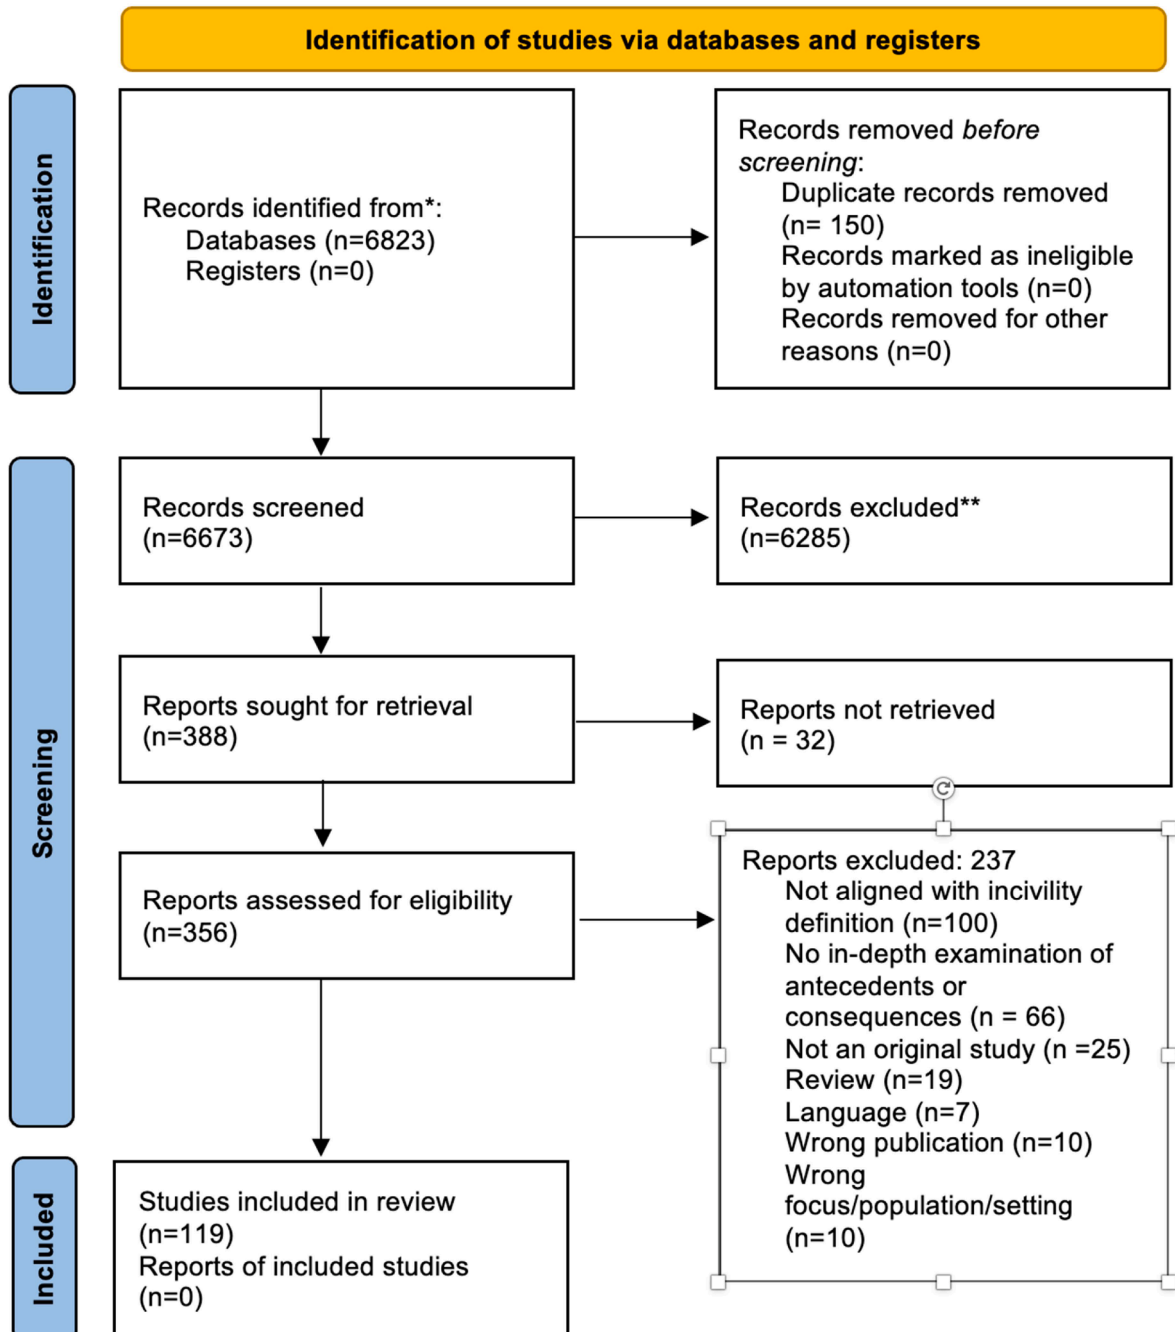 Identification of studies via databases and registers
Identification
Records identified from*:
Databases (n=6823)
Registers (n=0)
Records removed before
screening:
Duplicate records removed
(n= 150)
Records marked as ineligible
by automation tools (n=0)
Records removed for other
reasons (n=0)
Screening
Records screened
(n=6673)
Records excluded**
(n=6285)
Reports sought for retrieval
(n=388)
Reports not retrieved
(n = 32)
Reports assessed for eligibility
(n=356)
Reports excluded: 237
Not aligned with incivility
definition (n=100)
No in-depth examination of
antecedents or
consequences (n = 66)
Not an original study (n =25)
Review (n=19)
Language (n=7)
Wrong publication (n=10)
Wrong
focus/population/setting
(n=10)
Included
Studies included in review
(n=119)
Reports of included studies
(n=0)